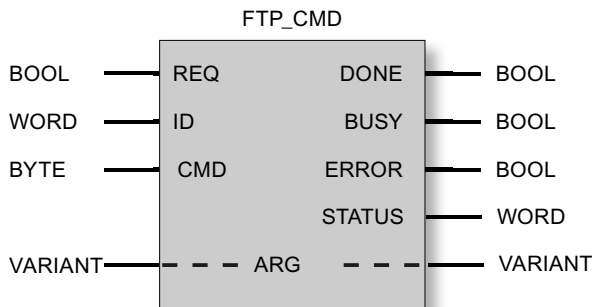 FTP_CMD
BOOL REQ DONE BOOL
WORD ID BUSY BOOL
BYTE CMD ERROR BOOL
STATUS WORD
VARIANT ARG VARIANT